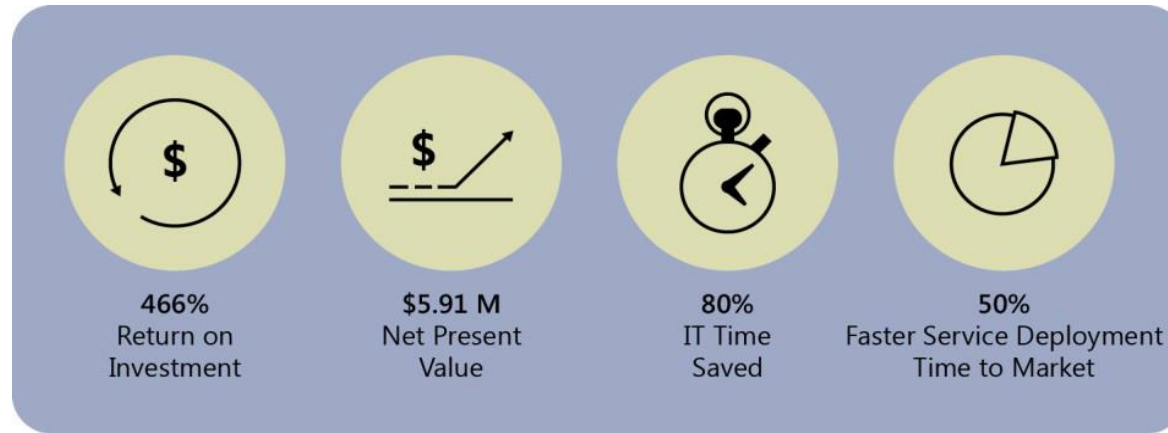 $
$
466%
Return on
Investment
$5.91 M
Net Present
Value
80%
IT Time
Saved
50%
Faster Service Deployment
Time to Market